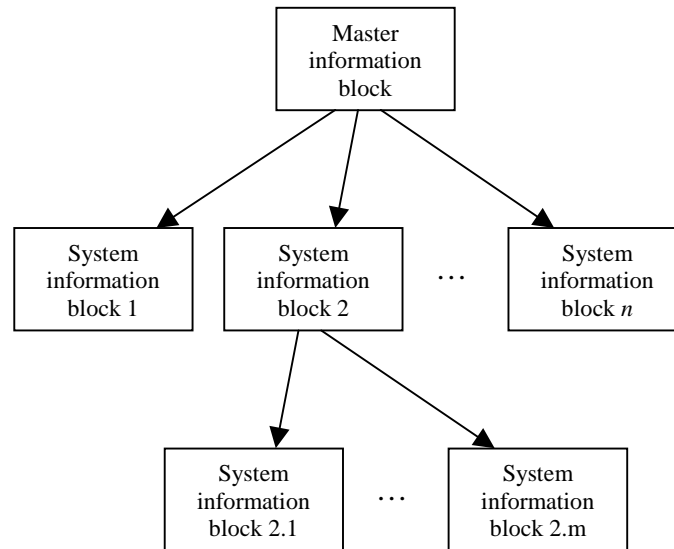 Master
information
block
System
information
block 1
System
information
block 2
…
System
information
block n
System
information
block 2.1
…
System
information
block 2.m